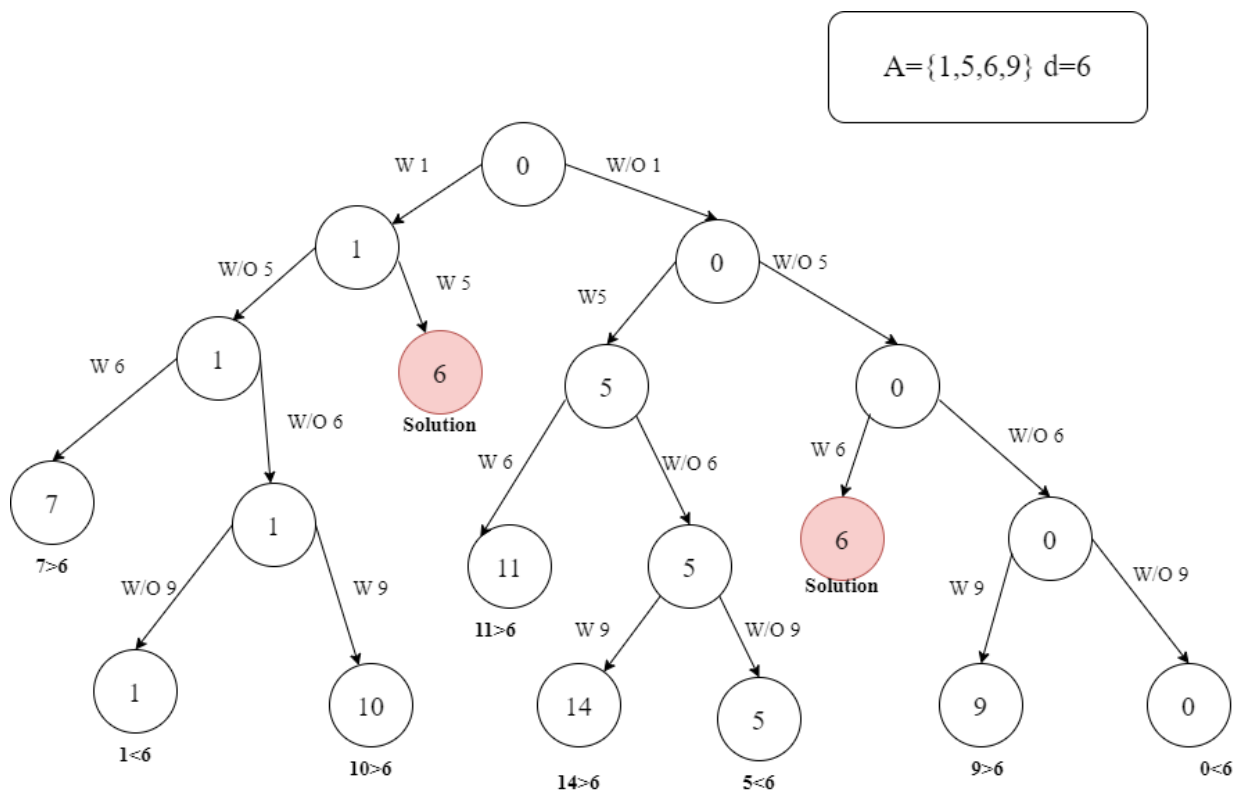 A={1,5,6,9} d=6
0
W 1
W/O 1
1
0
W/O 5
W 5
W5
W/O 5
1
6
Solution
5
0
W 6
W/O 6
W 6
W/O 6
W 6
W/O 6
7
7>6
1
11
11>6
5
6
Solution
0
W/O 9
W 9
W 9
W/O 9
W 9
W/O 9
1
1<6
10
10>6
14
14>6
5
5<6
9
9>6
0
0<6